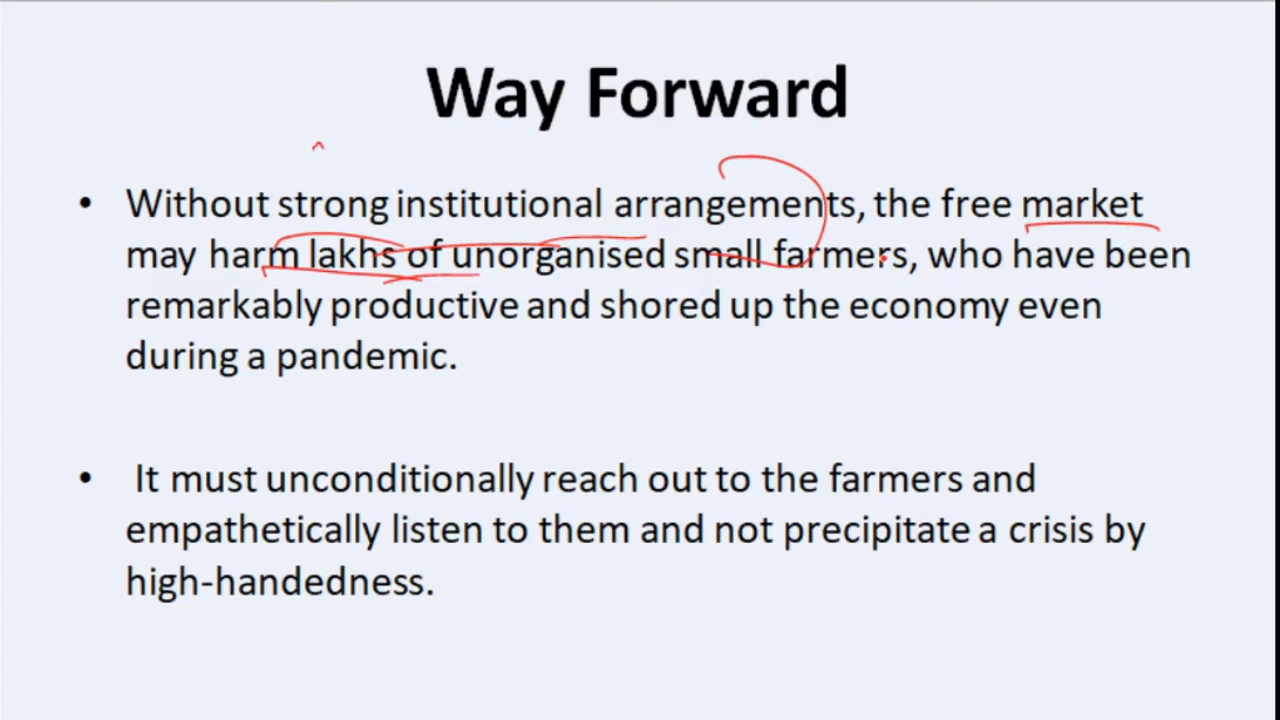 Way Forward
• Without strong institutional arrangements, the free market
may harm lakhs of unorganised small farmers, who have been
remarkably productive and shored up the economy even
during a pandemic.
• It must unconditionally reach out to the farmers and
empathetically listen to them and not precipitate a crisis by
high-handedness.